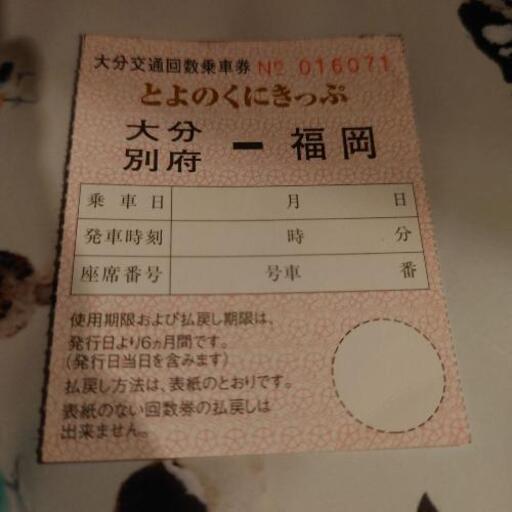 大分交通回数乗車券 № 016071
とよのくにきっぷ
大分
別府 ー 福岡
乗車日 月 日
発車時刻 時 分
座席番号 号車 番
使用期限および払戻し期限は、
発行日より6ヵ月間です。
(発行日当日を含みます)
払戻し方法は、表紙のとおりです。
表紙のない回数券の払戻しは
出来ません。